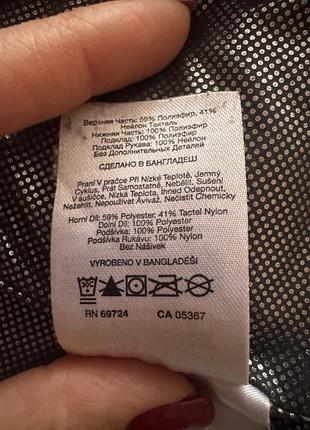 Верхняя Часть: 59% Полиэфир, 41%
Нейлон Тактель
Нижняя Часть: 100% Полиэфир
Подклад: 100% Полиэфир
Подклад Рукава: 100% Нейлон
Без Дополнительных Деталей
СДЕЛАНО В БАНГЛАДЕШ
Praní V pračce Při Nízké Teplotě, Jemný
Cyklus, Prát Samostatně, Nebělit, Sušení
V sušičce, Nízká Teplota, Ihned Odepnout,
Nežehlit, Nepoužívat Aviváž, Nečistit Chemicky
Horní Díl: 59% Polyester, 41% Tactel Nylon
Dolní Díl: 100% Polyester
Podšívka: 100% Polyester
Podšívka Rukávu: 100% Nylon
Bez Nášivek
VYROBENO V BANGLADÉŠI
RN 69724 CA 05367